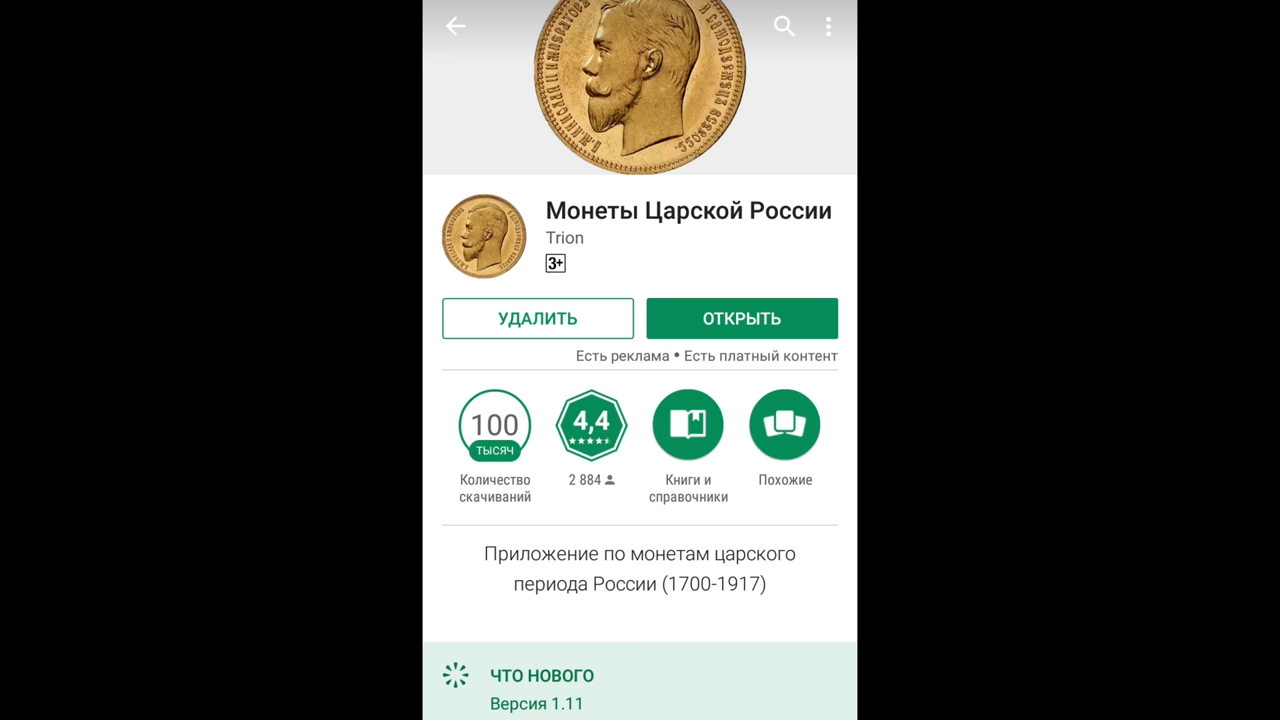 Монеты Царской России
Trion
3+
УДАЛИТЬ
ОТКРЫТЬ
Есть реклама • Есть платный контент
100
ТЫСЯЧ
4,4
Количество
скачиваний
2 884
Книги и
справочники
Похожие
Приложение по монетам царского
периода России (1700-1917)
ЧТО НОВОГО
Версия 1.11